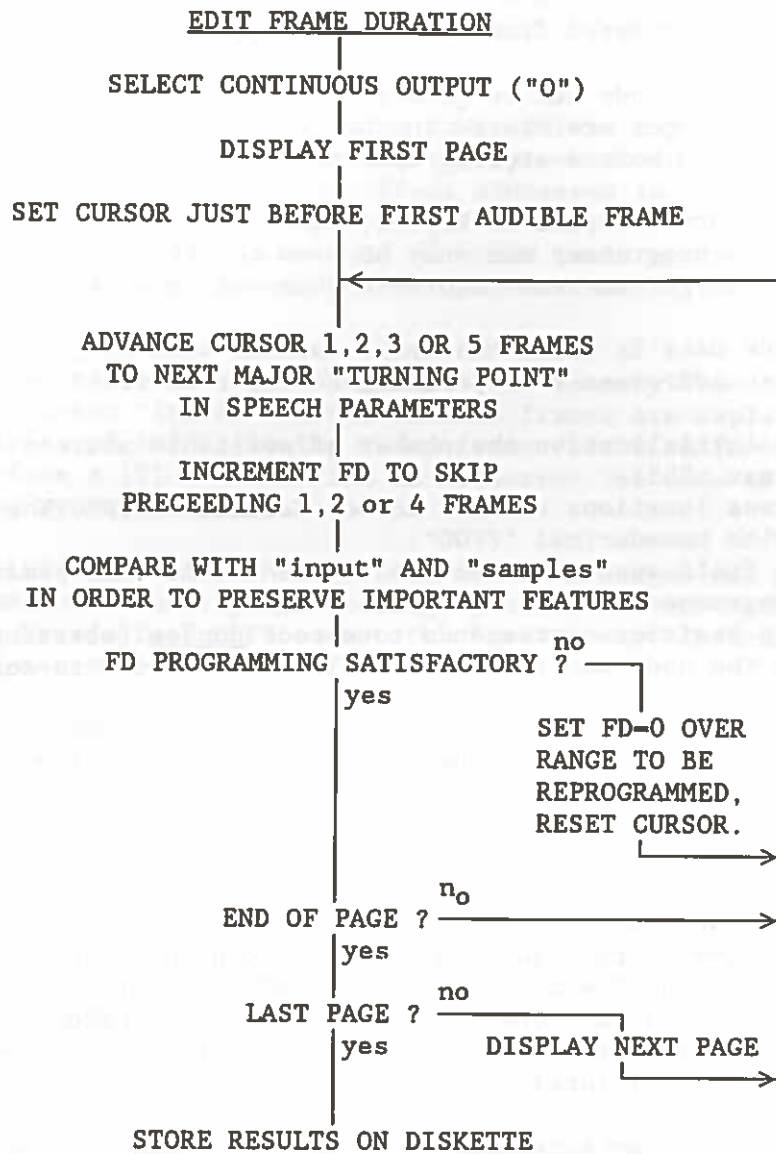 EDIT FRAME DURATION
SELECT CONTINUOUS OUTPUT ("O")
DISPLAY FIRST PAGE
SET CURSOR JUST BEFORE FIRST AUDIBLE FRAME
ADVANCE CURSOR 1,2,3 OR 5 FRAMES
TO NEXT MAJOR "TURNING POINT"
IN SPEECH PARAMETERS
INCREMENT FD TO SKIP
PRECEEDING 1,2 or 4 FRAMES
COMPARE WITH "input" AND "samples"
IN ORDER TO PRESERVE IMPORTANT FEATURES
FD PROGRAMMING SATISFACTORY ? no
yes
SET FD=0 OVER
RANGE TO BE
REPROGRAMMED,
RESET CURSOR.
END OF PAGE ? no
yes
LAST PAGE ? no
yes
DISPLAY NEXT PAGE
STORE RESULTS ON DISKETTE